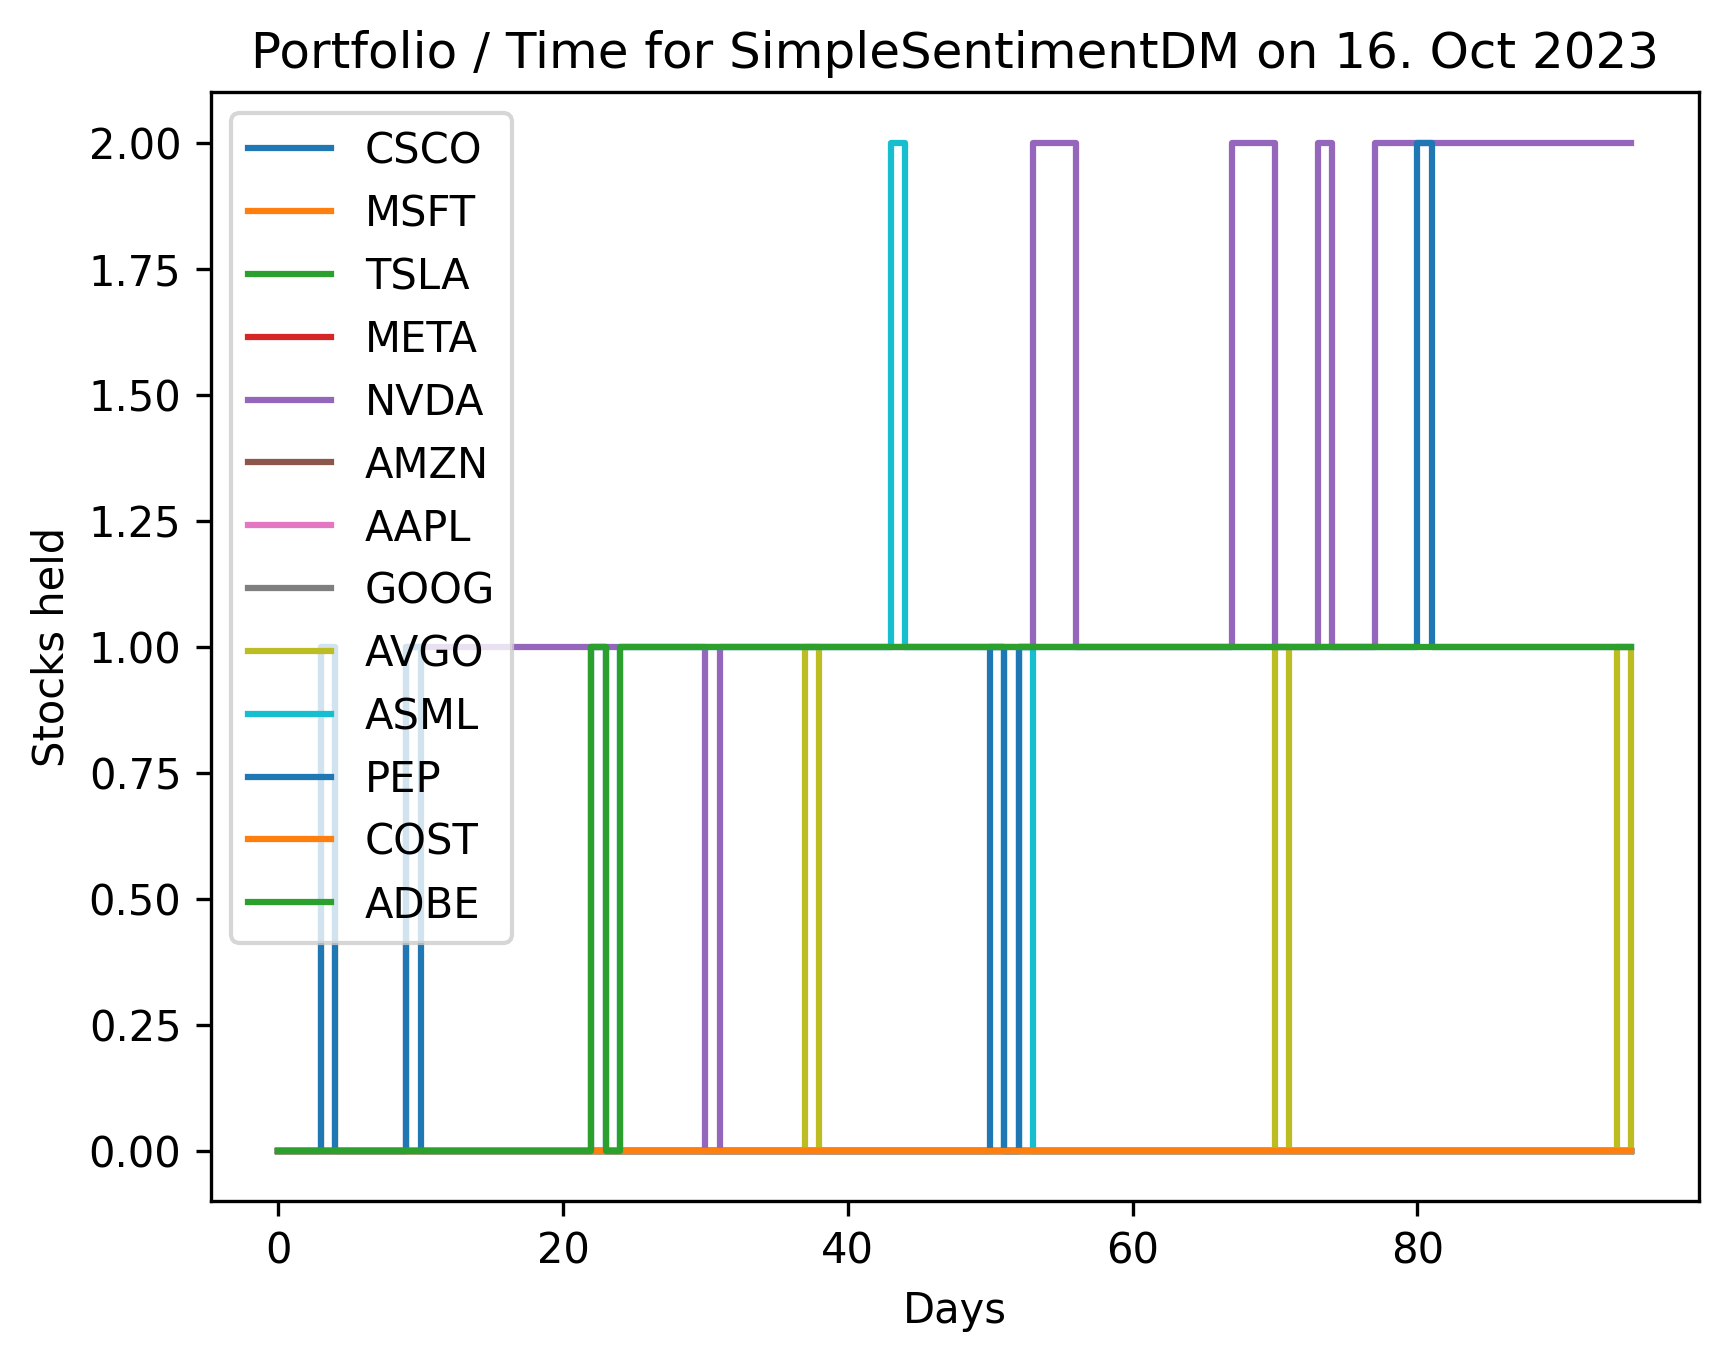 Portfolio / Time for SimpleSentimentDM on 16. Oct 2023
2.00
1.75
1.50
1.25
1.00
0.75
0.50
0.25
0.00
Stocks held
CSCO
MSFT
TSLA
META
NVDA
AMZN
AAPL
GOOG
AVGO
ASML
PEP
COST
ADBE
0 20 40 60 80
Days